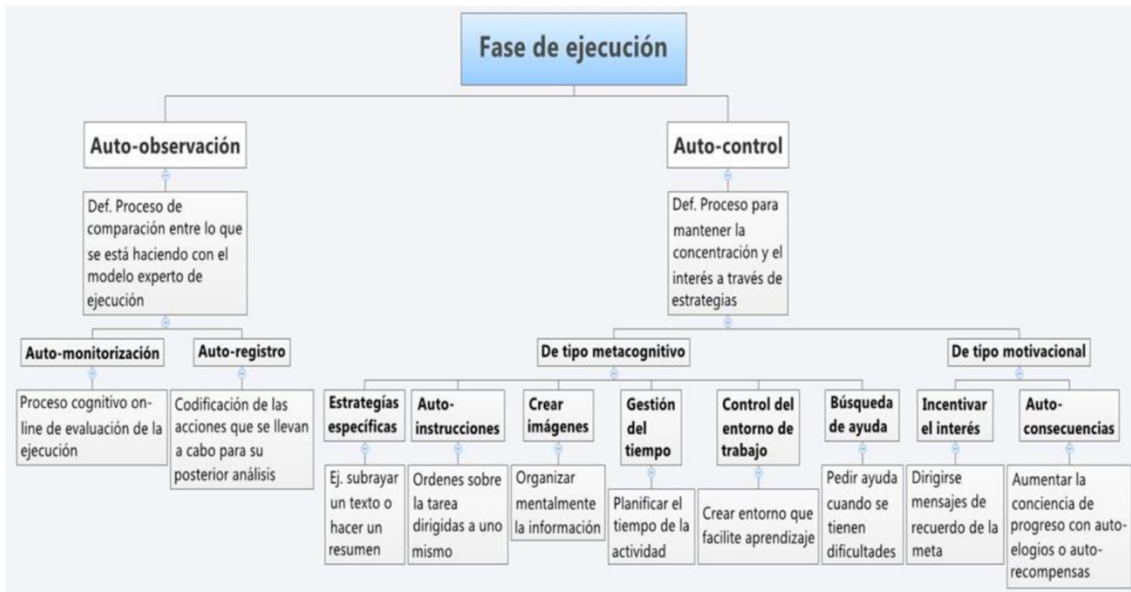 Fase de ejecución
Auto-observación
Def. Proceso de
comparación entre lo que
se está haciendo con el
modelo experto de
ejecución
Auto-monitorización
Proceso cognitivo on-
line de evaluación de la
ejecución
Auto-registro
Codificación de las
acciones que se llevan
a cabo para su
posterior análisis
Auto-control
Def. Proceso para
mantener la
concentración y el
interés a través de
estrategias
De tipo metacognitivo
Estrategías
específicas
Ej. subrayar
un texto o
hacer un
resumen
Auto-
instrucciones
Ordenes sobre
la tarea
dirigidas a uno
mismo
Crear
imágenes
Organizar
mentalmente
la información
Gestión
del
tiempo
Planificar el
tiempo de la
actividad
Control del
entorno de
trabajo
Crear entorno que
facilite aprendizaje
Búsqueda
de ayuda
Pedir ayuda
cuando se
tienen
dificultades
De tipo motivacional
Incentivar
el interés
Dirigirse
mensajes de
recuerdo de la
meta
Auto-
consecuencias
Aumentar la
conciencia de
progreso con auto-
elogios o auto-
recompensas